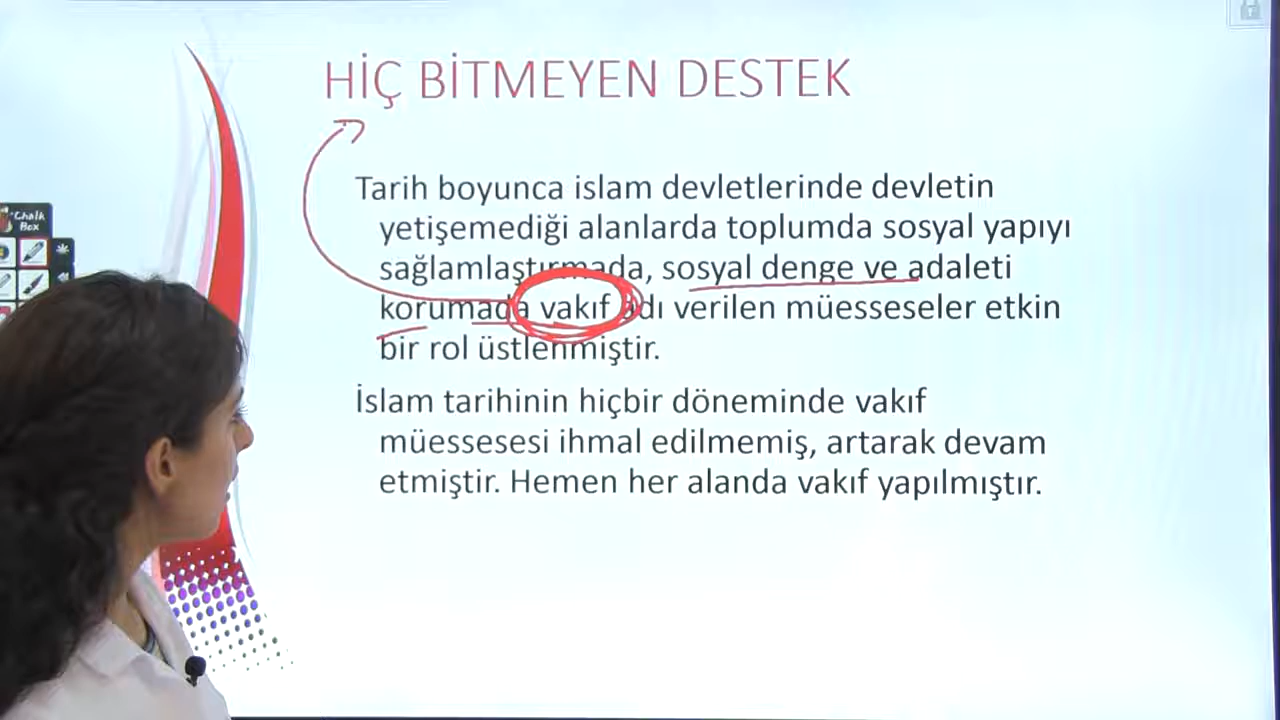 HİÇ BİTMEYEN DESTEK
Tarih boyunca islam devletlerinde devletin
yetişemediği alanlarda toplumda sosyal yapıyı
sağlamlaştırmada, sosyal denge ve adaleti
korumada vakıf adı verilen müesseseler etkin
bir rol üstlenmiştir.
İslam tarihinin hiçbir döneminde vakıf
müessesesi ihmal edilmemiş, artarak devam
etmiştir. Hemen her alanda vakıf yapılmıştır.
Chalk
Box